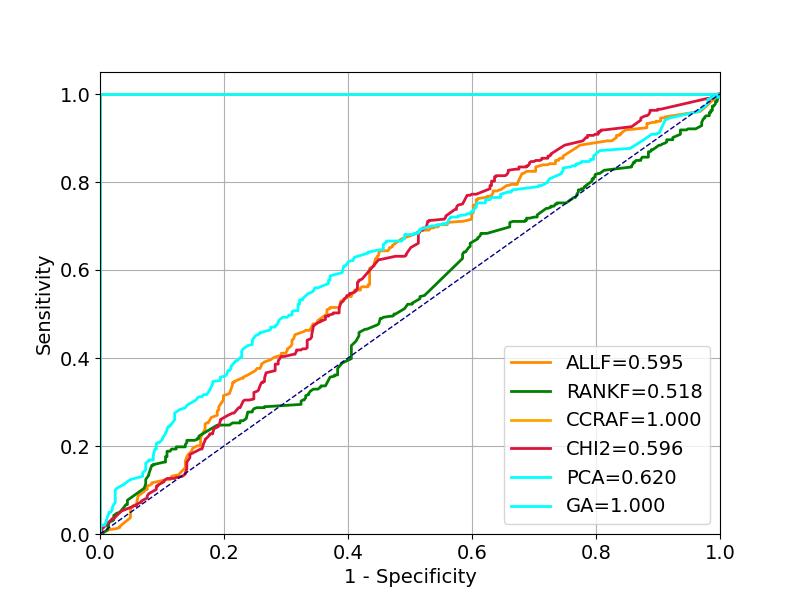 1.0
0.8
0.6
0.4
0.2
0.0
Sensitivity
ALLF=0.595
RANKF=0.518
CCRAF=1.000
CHI2=0.596
PCA=0.620
GA=1.000
0.0 0.2 0.4 0.6 0.8 1.0
1 - Specificity